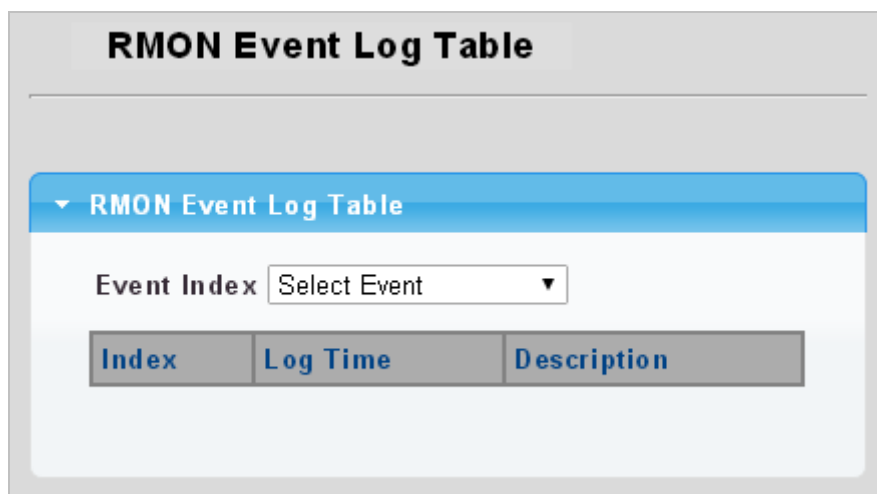 RMON Event Log Table
RMON Event Log Table
Event Index Select Event
Index Log Time Description